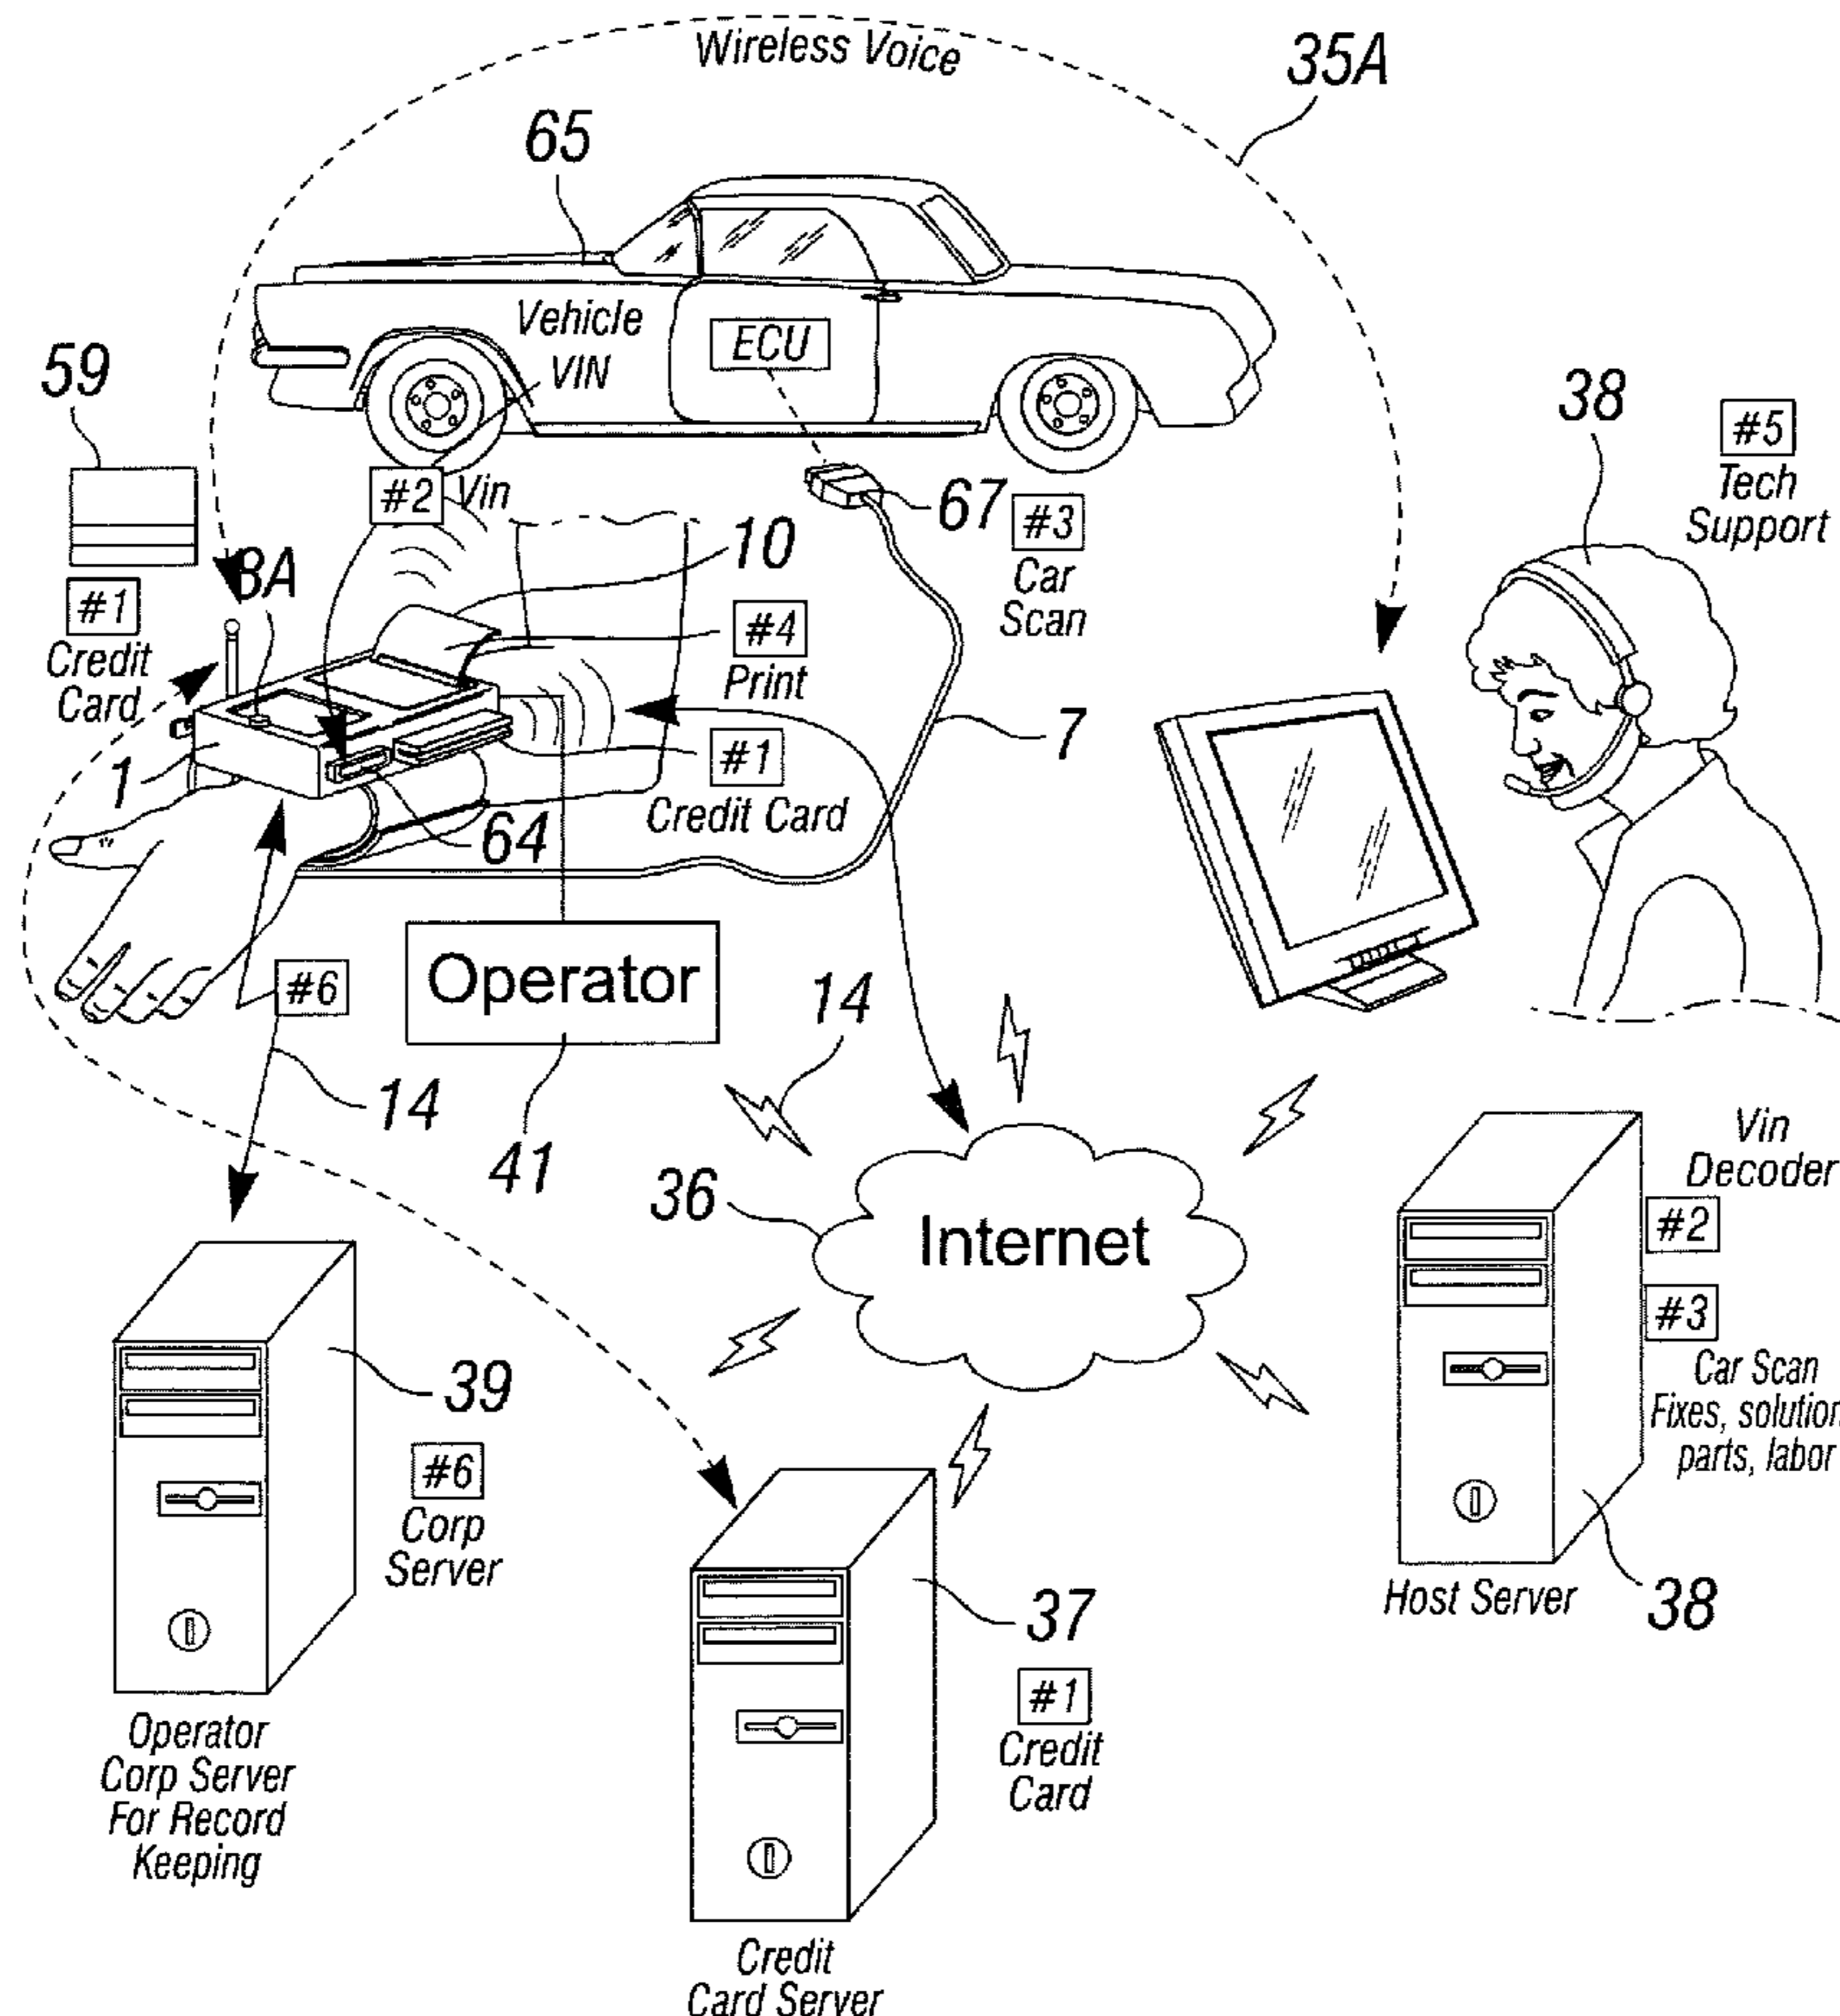 Wireless Voice
35A
65
Vehicle
VIN
ECU
59
38
#5
Tech
Support
#2
Vin
67
#3
Car
Scan
8A
10
#1
Credit
Card
#4
Print
7
1
#1
Credit Card
64
#6
Operator
14
14
41
36
Internet
Vin
Decoder
#2
#3
Car Scan
Fixes, solution
parts, labor
39
#6
Corp
Server
37
#1
Credit
Card
Host Server
38
Operator
Corp Server
For Record
Keeping
Credit
Card Server